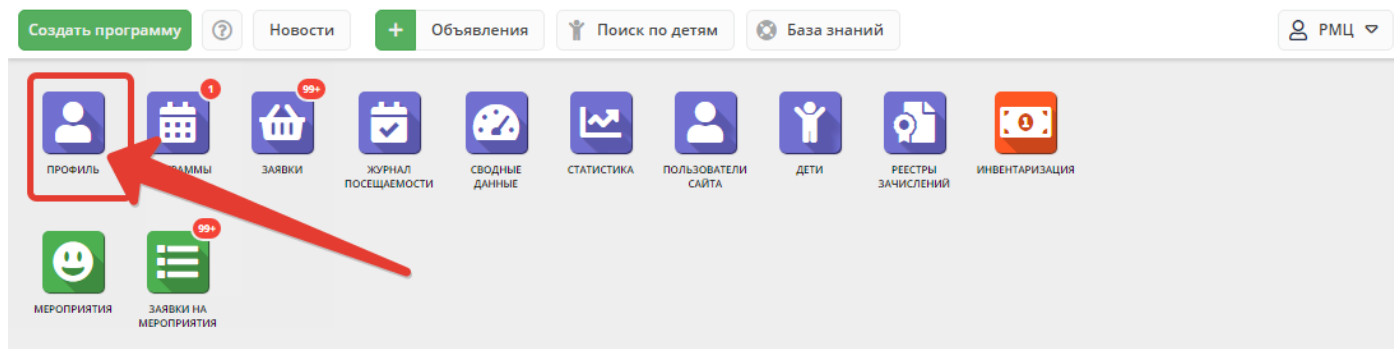 Создать программу
Новости
+ Объявления
Поиск по детям
База знаний
РМЦ
1
99+
ПРОФИЛЬ
ЗАЯВКИ
ЖУРНАЛ
ПОСЕЩАЕМОСТИ
СВОДНЫЕ
ДАННЫЕ
СТАТИСТИКА
ПОЛЬЗОВАТЕЛИ
САЙТА
ДЕТИ
РЕЕСТРЫ
ЗАЧИСЛЕНИЙ
ИНВЕНТАРИЗАЦИЯ
99+
МЕРОПРИЯТИЯ
ЗАЯВКИ НА
МЕРОПРИЯТИЯ